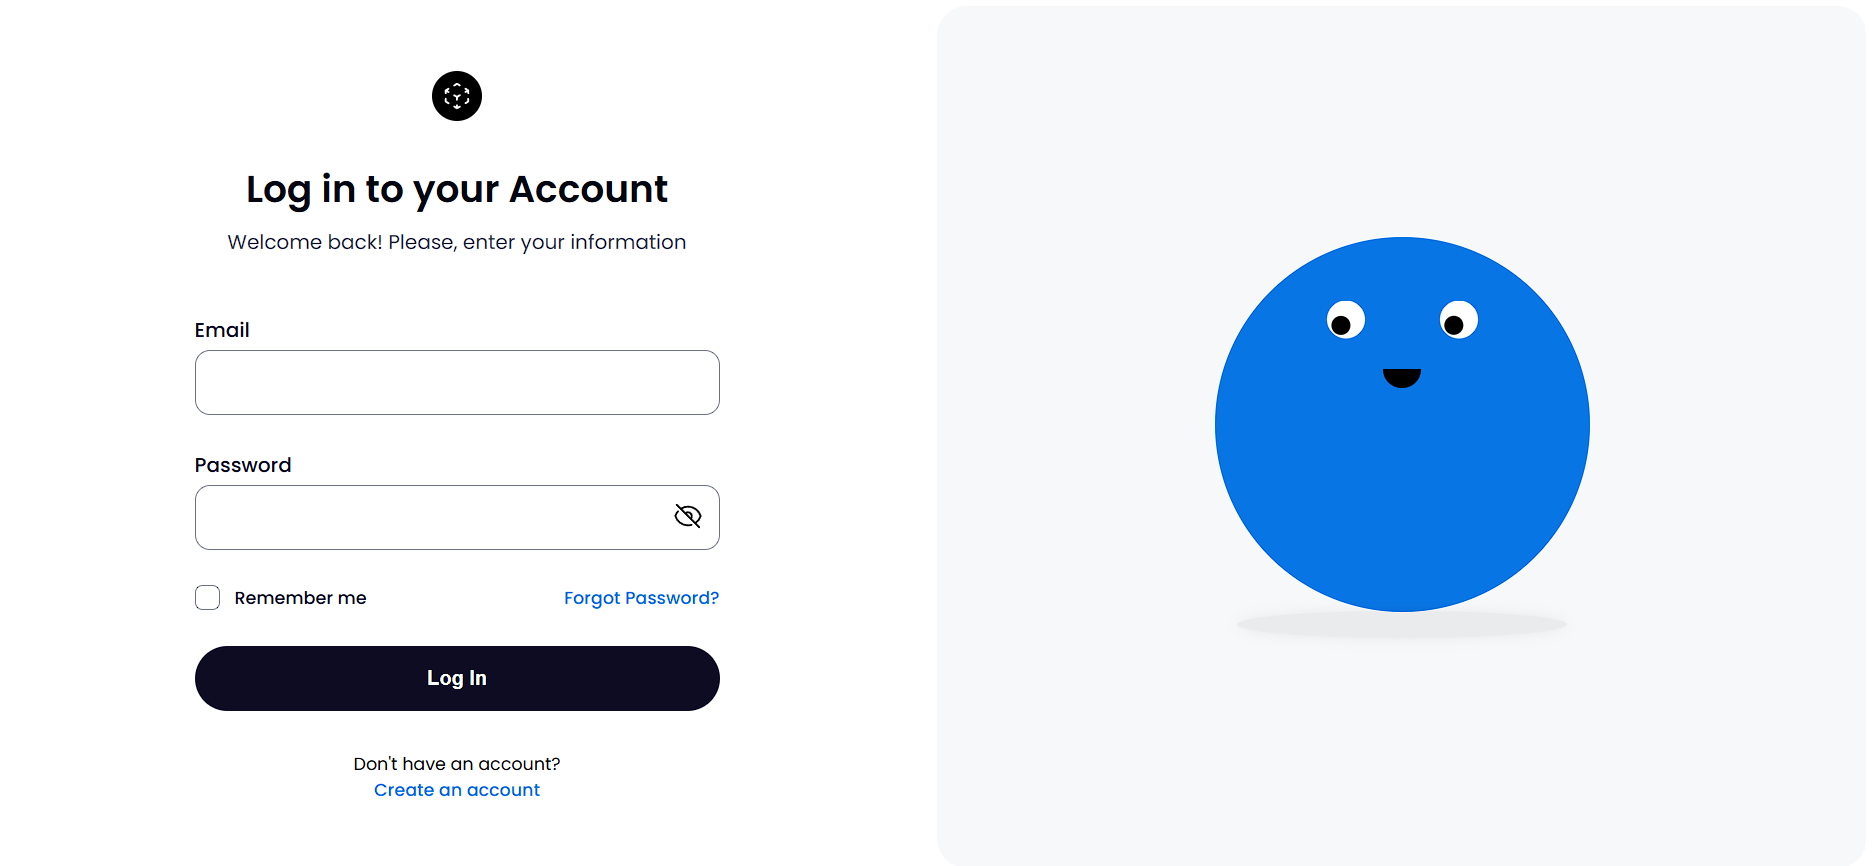 Log in to your Account
Welcome back! Please, enter your information
Email
Password
Remember me
Forgot Password?
Log In
Don't have an account?
Create an account